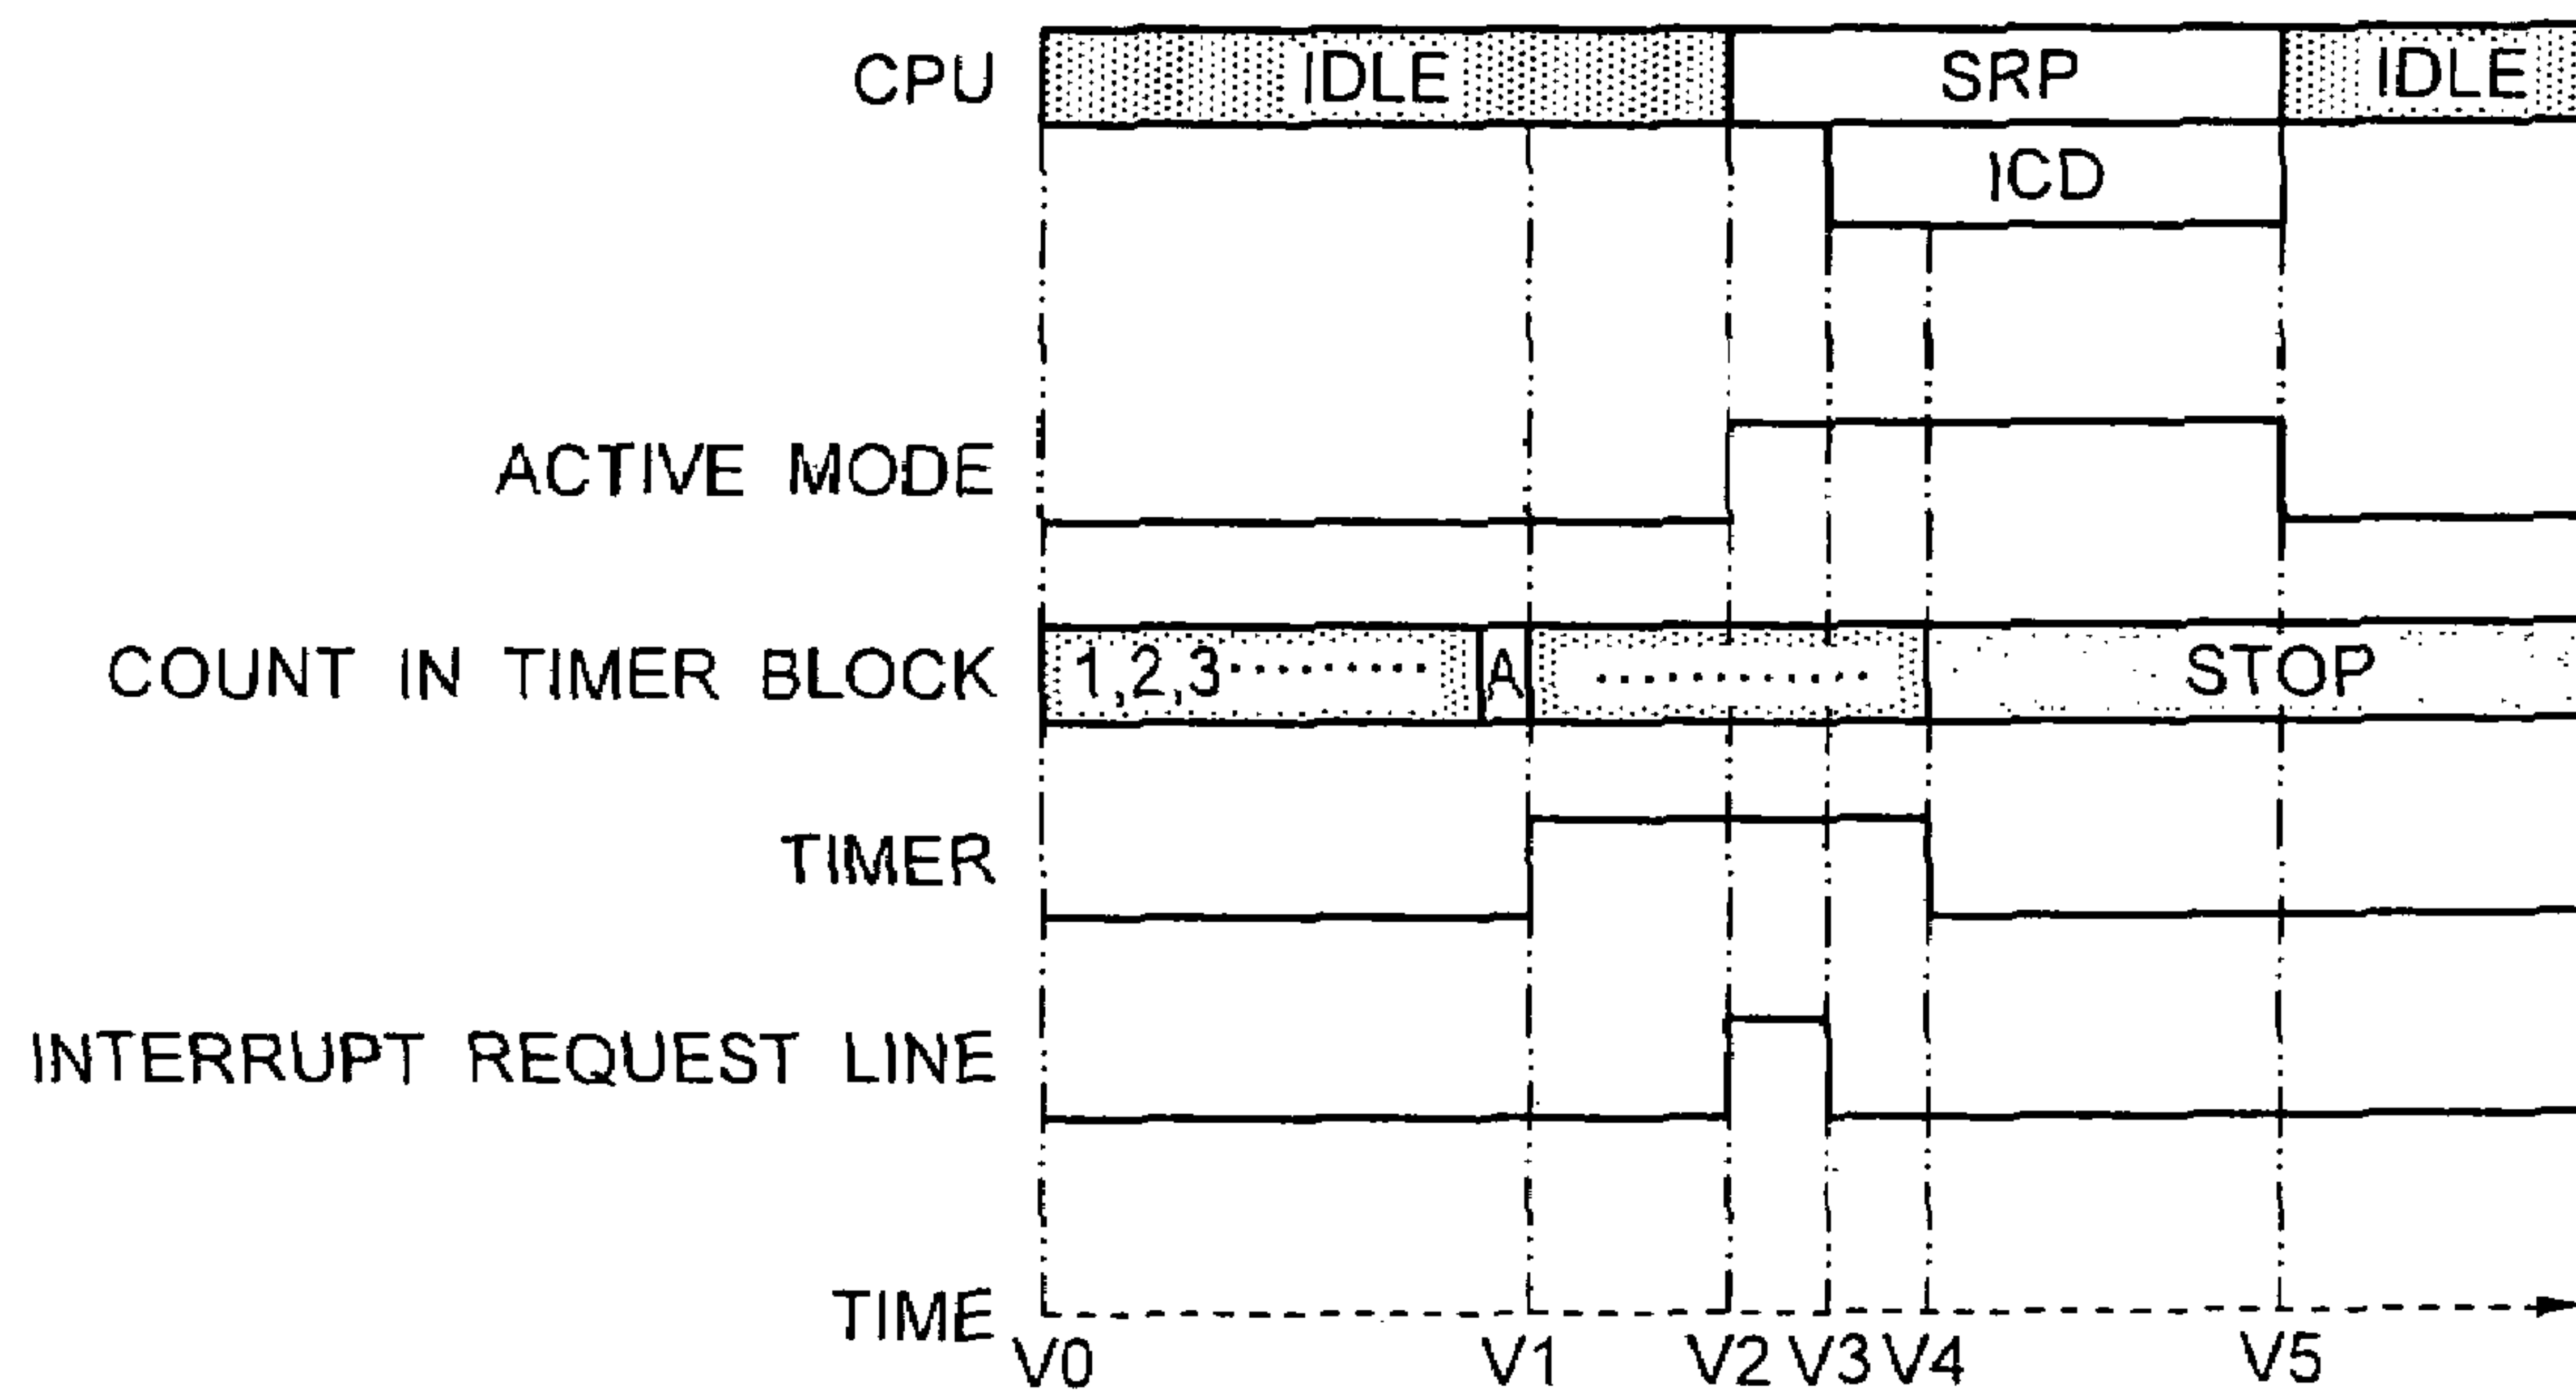 CPU IDLE SRP IDLE
ICD
ACTIVE MODE
COUNT IN TIMER BLOCK 1,2,3········· A ··········· STOP
TIMER
INTERRUPT REQUEST LINE
TIME
V0 V1 V2 V3 V4 V5